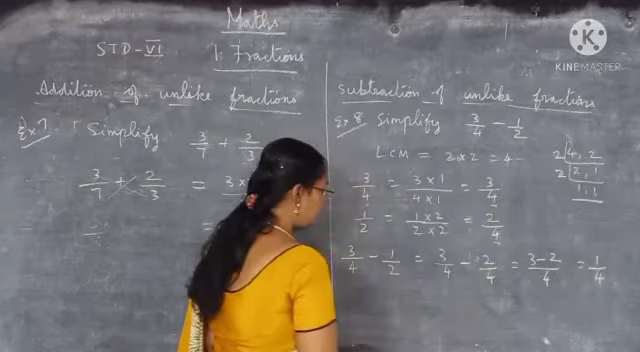 Maths
STD-VI
1. Fractions
Addition of unlike fractions
Ex 7 Simplify 3/7 + 2/3
3/7 + 2/3 = 3 ×
=
Subtraction of unlike fractions
Ex 8 Simplify 3/4 - 1/2
LCM = 2×2 = 4
2 | 4, 2
2 | 2, 1
1, 1
3/4 = 3×1/4×1 = 3/4
1/2 = 1×2/2×2 = 2/4
3/4 - 1/2 = 3/4 - 2/4 = 3-2/4 = 1/4
K
KINEMASTER